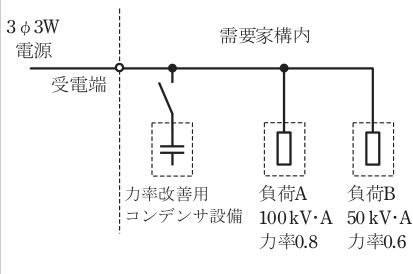 3φ3W
電源
需要家構内
受電端
力率改善用
コンデンサ設備
負荷A
100kV·A
力率0.8
負荷B
50kV·A
力率0.6